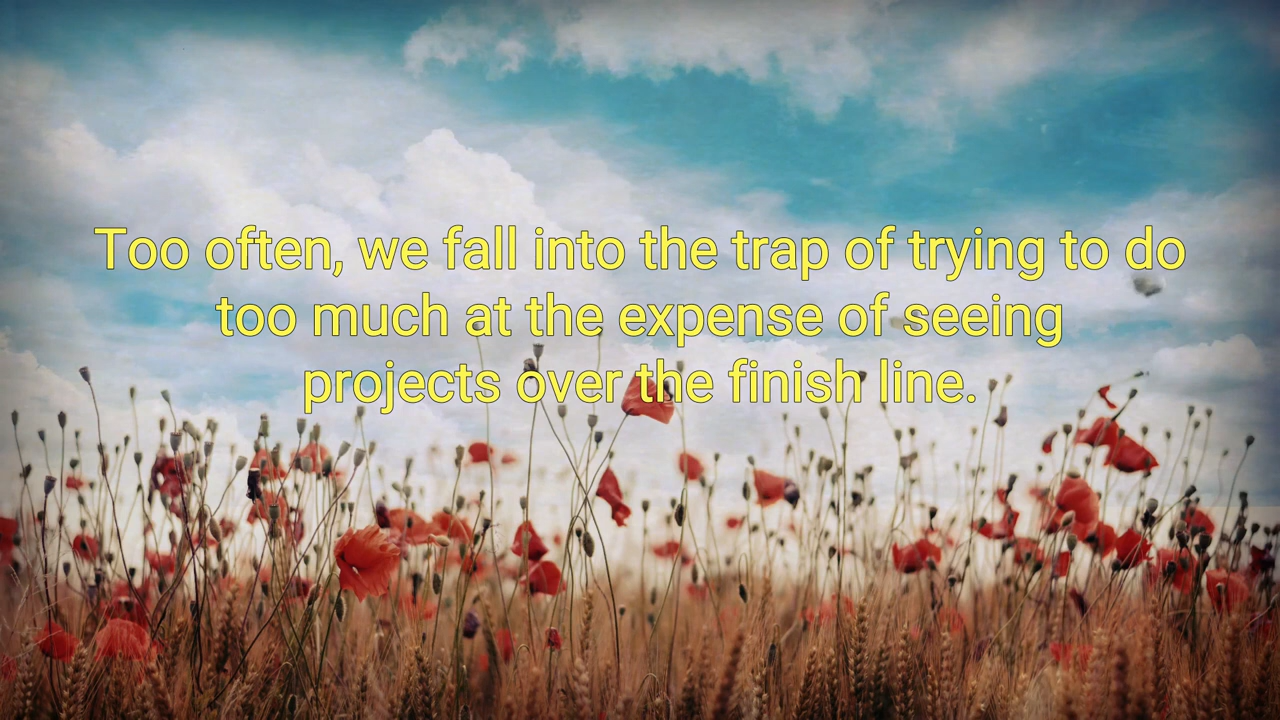 Too often, we fall into the trap of trying to do
too much at the expense of seeing
projects over the finish line.